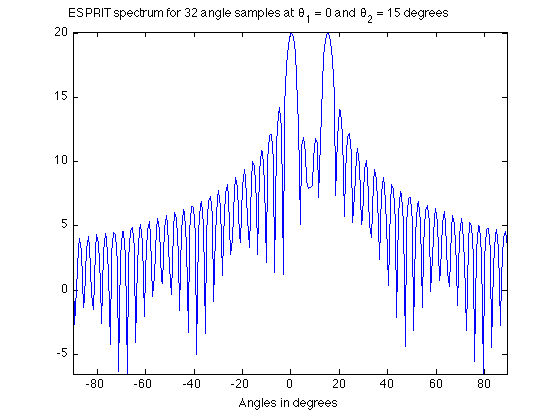 ESPRIT spectrum for 32 angle samples at θ1 = 0 and θ2 = 15 degrees
20
15
10
5
0
-5
-80 -60 -40 -20 0 20 40 60 80
Angles in degrees